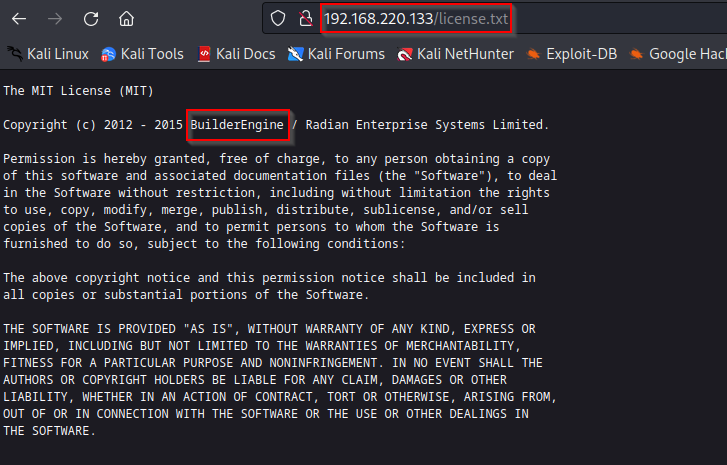 192.168.220.133/license.txt
Kali Linux Kali Tools Kali Docs Kali Forums Kali NetHunter Exploit-DB Google Hac
The MIT License (MIT)
Copyright (c) 2012 - 2015 BuilderEngine / Radian Enterprise Systems Limited.
Permission is hereby granted, free of charge, to any person obtaining a copy
of this software and associated documentation files (the "Software"), to deal
in the Software without restriction, including without limitation the rights
to use, copy, modify, merge, publish, distribute, sublicense, and/or sell
copies of the Software, and to permit persons to whom the Software is
furnished to do so, subject to the following conditions:
The above copyright notice and this permission notice shall be included in
all copies or substantial portions of the Software.
THE SOFTWARE IS PROVIDED "AS IS", WITHOUT WARRANTY OF ANY KIND, EXPRESS OR
IMPLIED, INCLUDING BUT NOT LIMITED TO THE WARRANTIES OF MERCHANTABILITY,
FITNESS FOR A PARTICULAR PURPOSE AND NONINFRINGEMENT. IN NO EVENT SHALL THE
AUTHORS OR COPYRIGHT HOLDERS BE LIABLE FOR ANY CLAIM, DAMAGES OR OTHER
LIABILITY, WHETHER IN AN ACTION OF CONTRACT, TORT OR OTHERWISE, ARISING FROM,
OUT OF OR IN CONNECTION WITH THE SOFTWARE OR THE USE OR OTHER DEALINGS IN
THE SOFTWARE.